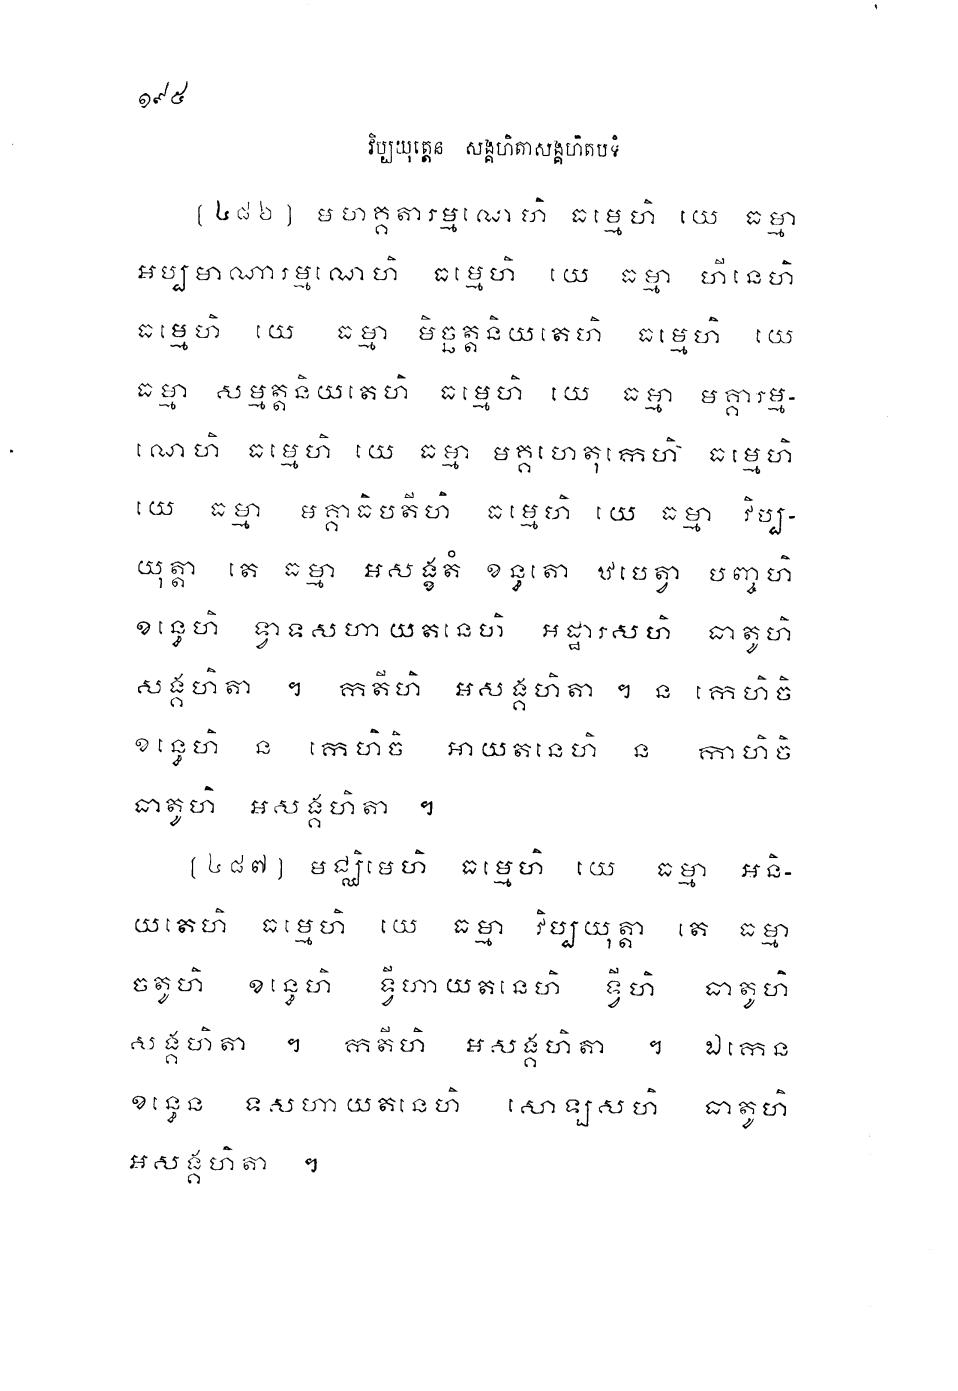 ១៩៥
វិប្បយុត្តេន សង្គហិតាសង្គហិតបទំ
(៤៨៦) មហគ្គតារម្មណេហិ ធម្មេហិ យេ ធម្មា
អប្បមាណារម្មណេហិ ធម្មេហិ យេ ធម្មា ហីនេហិ
ធម្មេហិ យេ ធម្មា មិច្ឆត្តនិយតេហិ ធម្មេហិ យេ
ធម្មា សម្មត្តនិយតេហិ ធម្មេហិ យេ ធម្មា មគ្គារម្ម-
ណេហិ ធម្មេហិ យេ ធម្មា មគ្គហេតុកេហិ ធម្មេហិ
យេ ធម្មា មគ្គាធិបតីហិ ធម្មេហិ យេ ធម្មា វិប្ប-
យុត្តា តេ ធម្មា អសង្ខតំ ខន្ធតោ ឋបេត្វា បញ្ចហិ
ខន្ធេហិ ទ្វាទសហាយតនេហិ អដ្ឋារសហិ ធាតូហិ
សង្គហិតា ។ កតីហិ អសង្គហិតា ។ ន កេហិចិ
ខន្ធេហិ ន កេហិចិ អាយតនេហិ ន កាហិចិ
ធាតូហិ អសង្គហិតា ។
(៤៨៧) មជ្ឈិមេហិ ធម្មេហិ យេ ធម្មា អនិ-
យតេហិ ធម្មេហិ យេ ធម្មា វិប្បយុត្តា តេ ធម្មា
ចតូហិ ខន្ធេហិ ទ្វីហាយតនេហិ ទ្វីហិ ធាតូហិ
សង្គហិតា ។ កតីហិ អសង្គហិតា ។ ឯកេន
ខន្ធេន ទសហាយតនេហិ សោឡសហិ ធាតូហិ
អសង្គហិតា ។